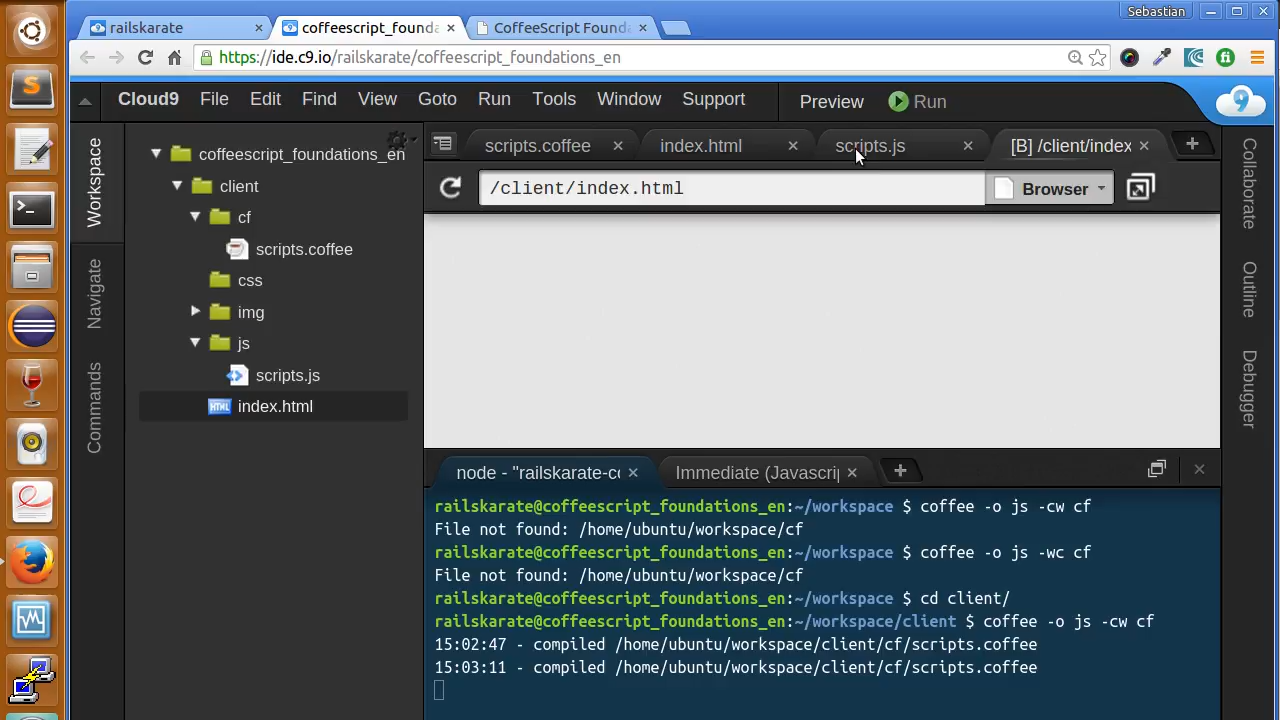 Sebastian
railskarate
coffeescript_founda
CoffeeScript Found
https://ide.c9.io/railskarate/coffeescript_foundations_en
Cloud9 File Edit Find View Goto Run Tools Window Support Preview Run
Workspace
Navigate
Commands
coffeescript_foundations_en
client
cf
scripts.coffee
css
img
js
scripts.js
index.html
scripts.coffee
index.html
scripts.js
[B] /client/index
/client/index.html
Browser
Collaborate
Outline
Debugger
node - "railskarate-co
Immediate (Javascrip
railskarate@coffeescript_foundations_en:~/workspace $ coffee -o js -cw cf
File not found: /home/ubuntu/workspace/cf
railskarate@coffeescript_foundations_en:~/workspace $ coffee -o js -wc cf
File not found: /home/ubuntu/workspace/cf
railskarate@coffeescript_foundations_en:~/workspace $ cd client/
railskarate@coffeescript_foundations_en:~/workspace/client $ coffee -o js -cw cf
15:02:47 - compiled /home/ubuntu/workspace/client/cf/scripts.coffee
15:03:11 - compiled /home/ubuntu/workspace/client/cf/scripts.coffee